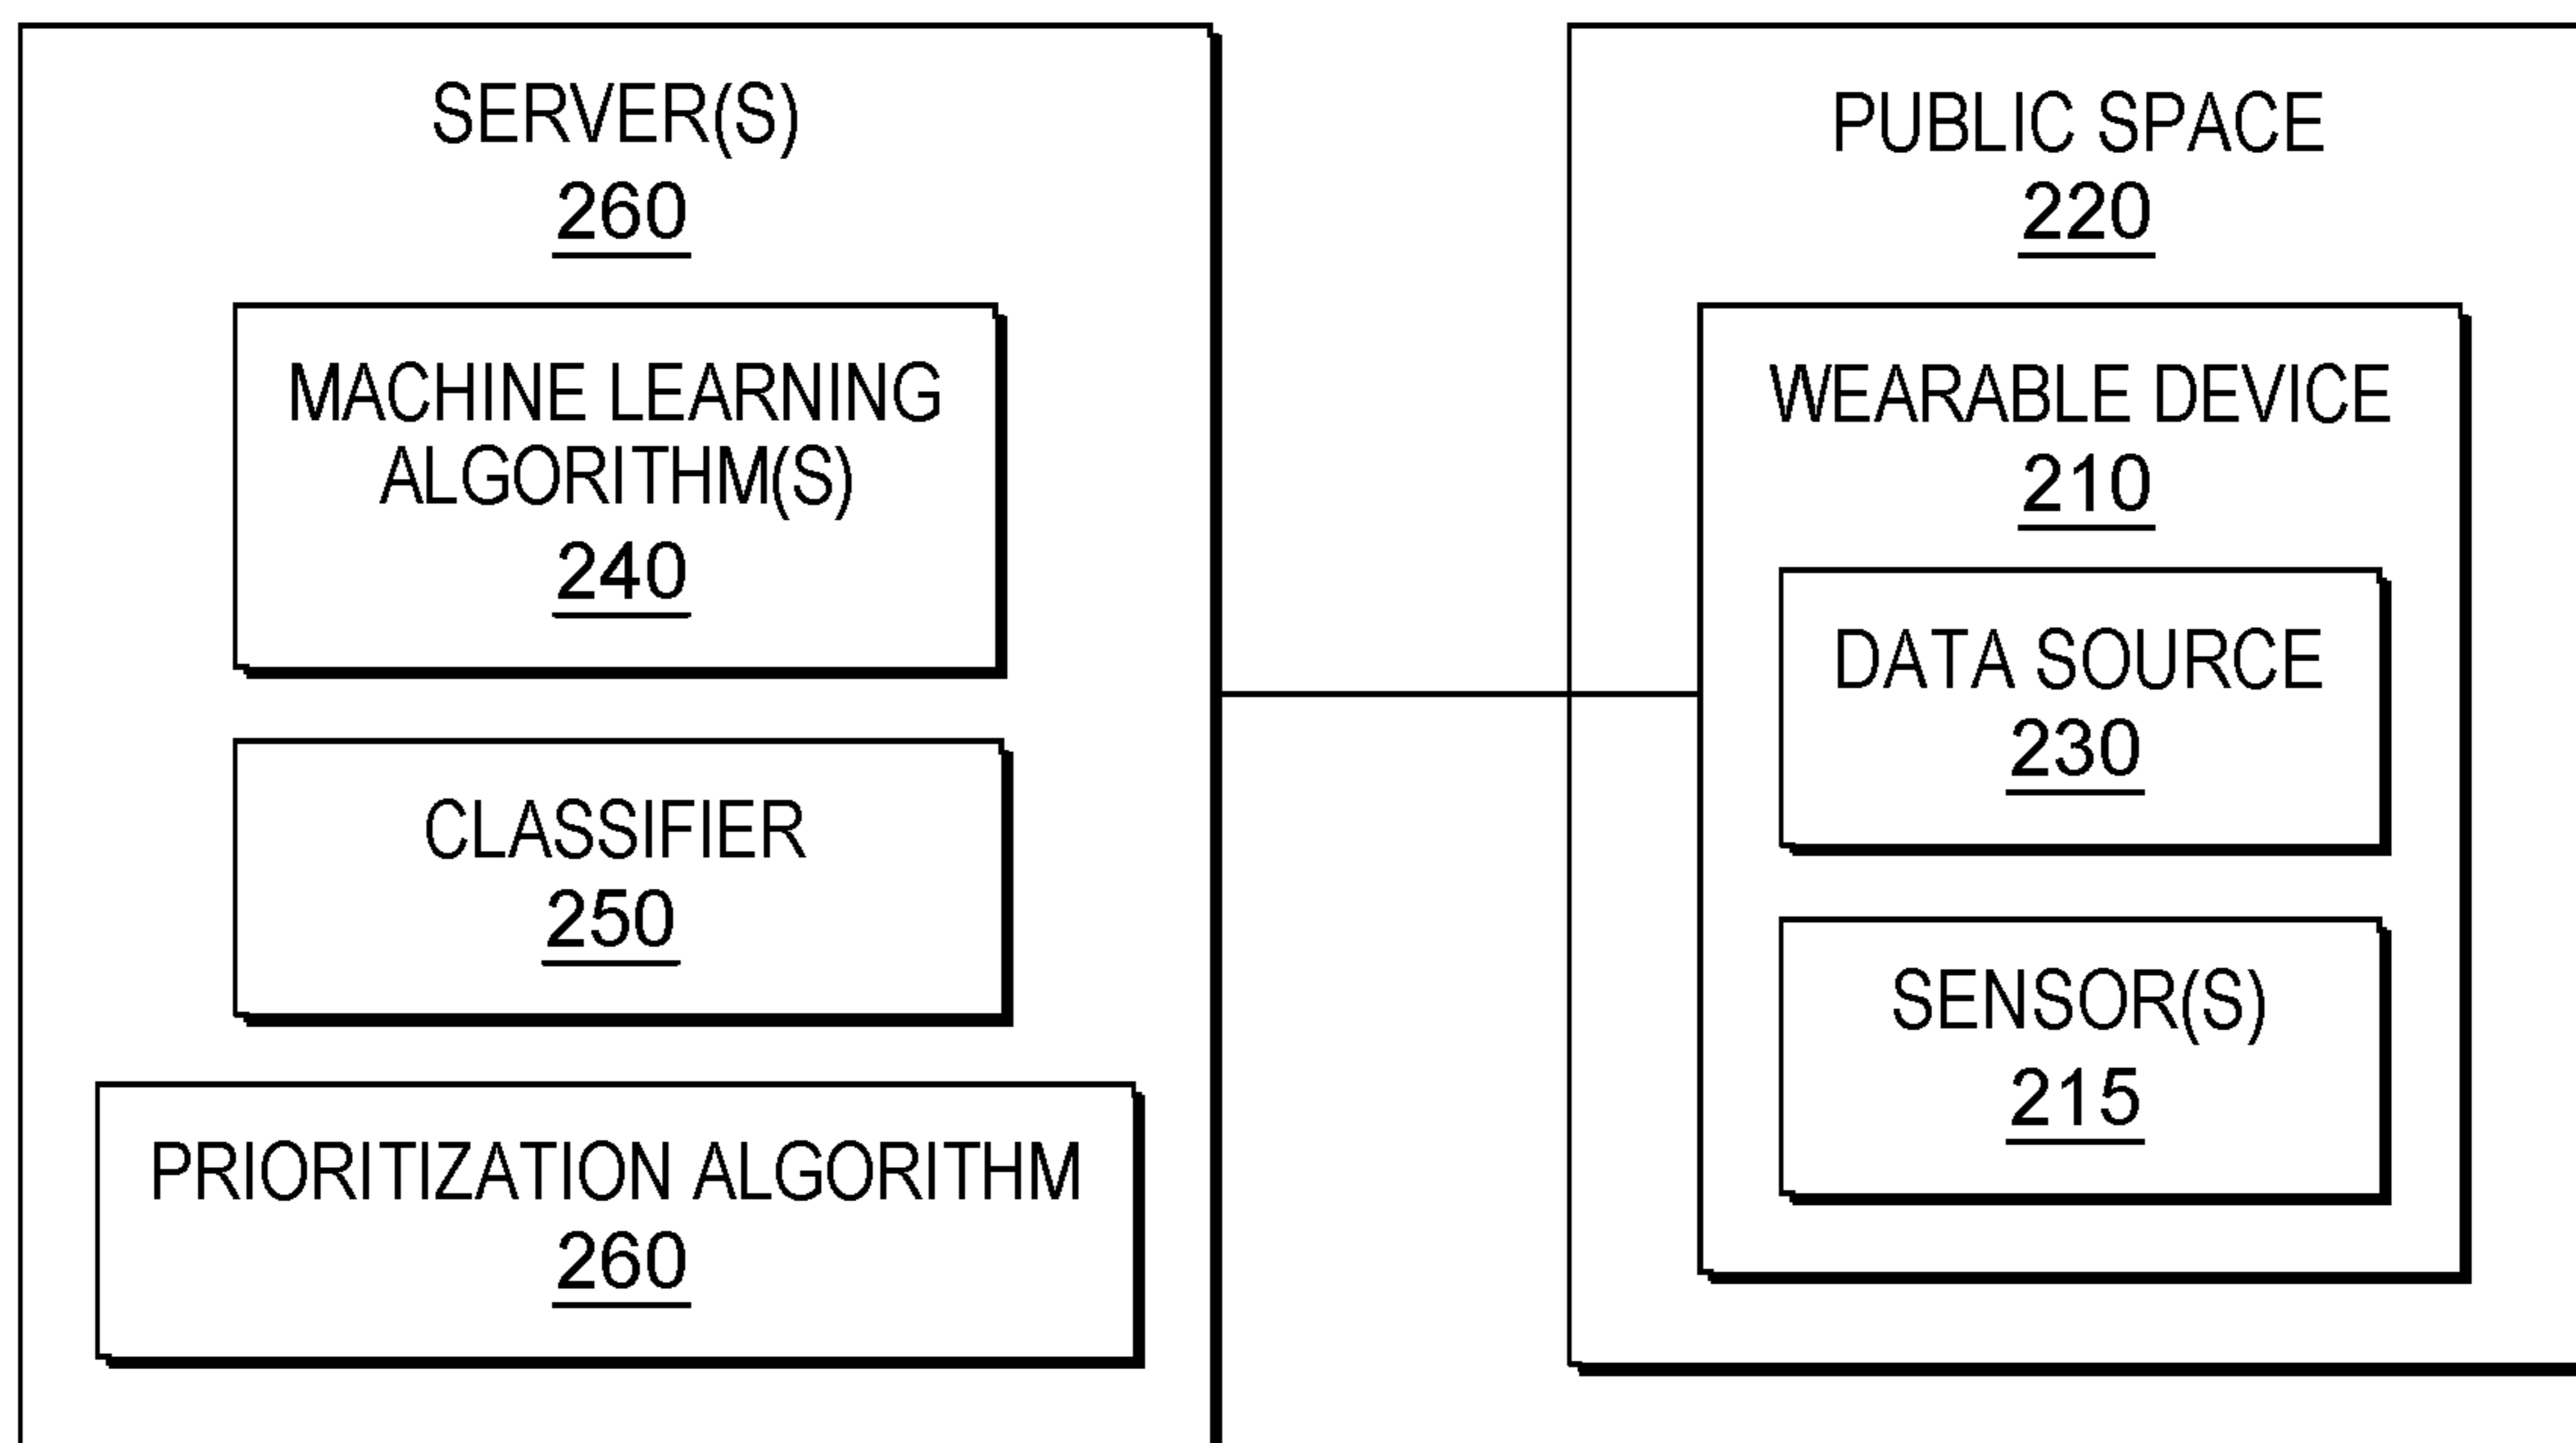 SERVER(S)
260
MACHINE LEARNING
ALGORITHM(S)
240
CLASSIFIER
250
PRIORITIZATION ALGORITHM
260
PUBLIC SPACE
220
WEARABLE DEVICE
210
DATA SOURCE
230
SENSOR(S)
215